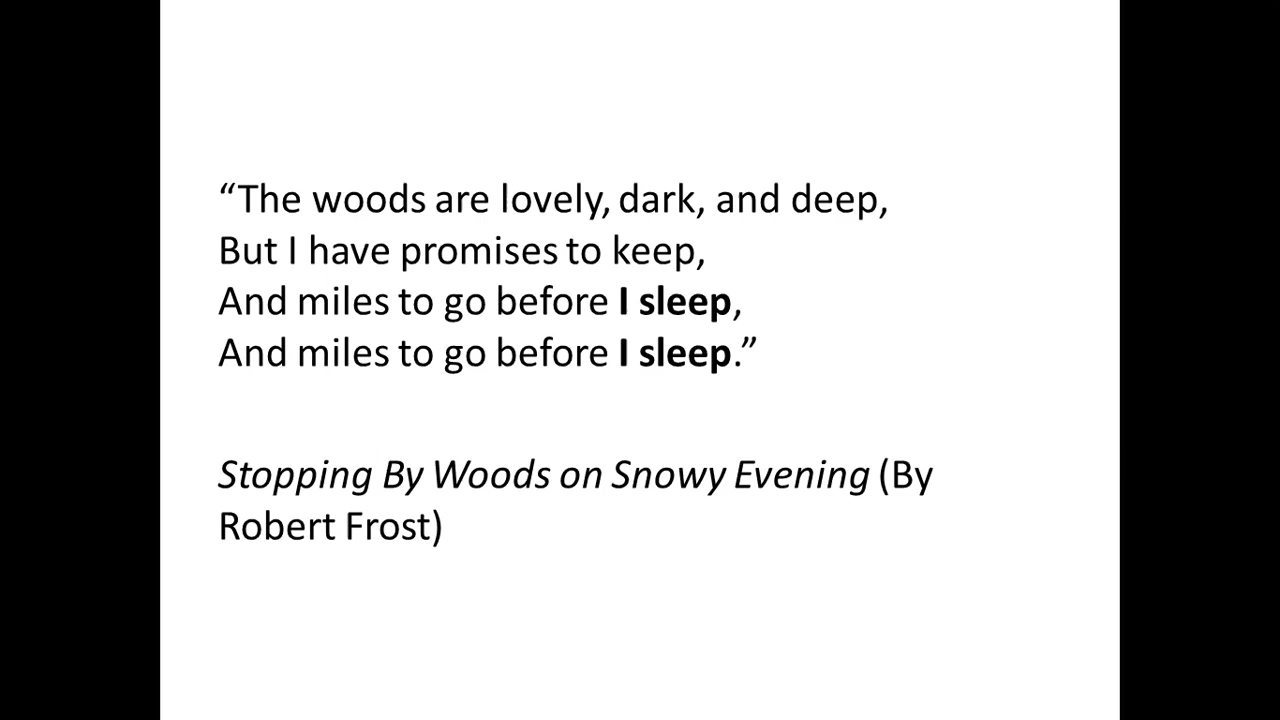 “The woods are lovely, dark, and deep,
But I have promises to keep,
And miles to go before I sleep,
And miles to go before I sleep.”
Stopping By Woods on Snowy Evening (By
Robert Frost)